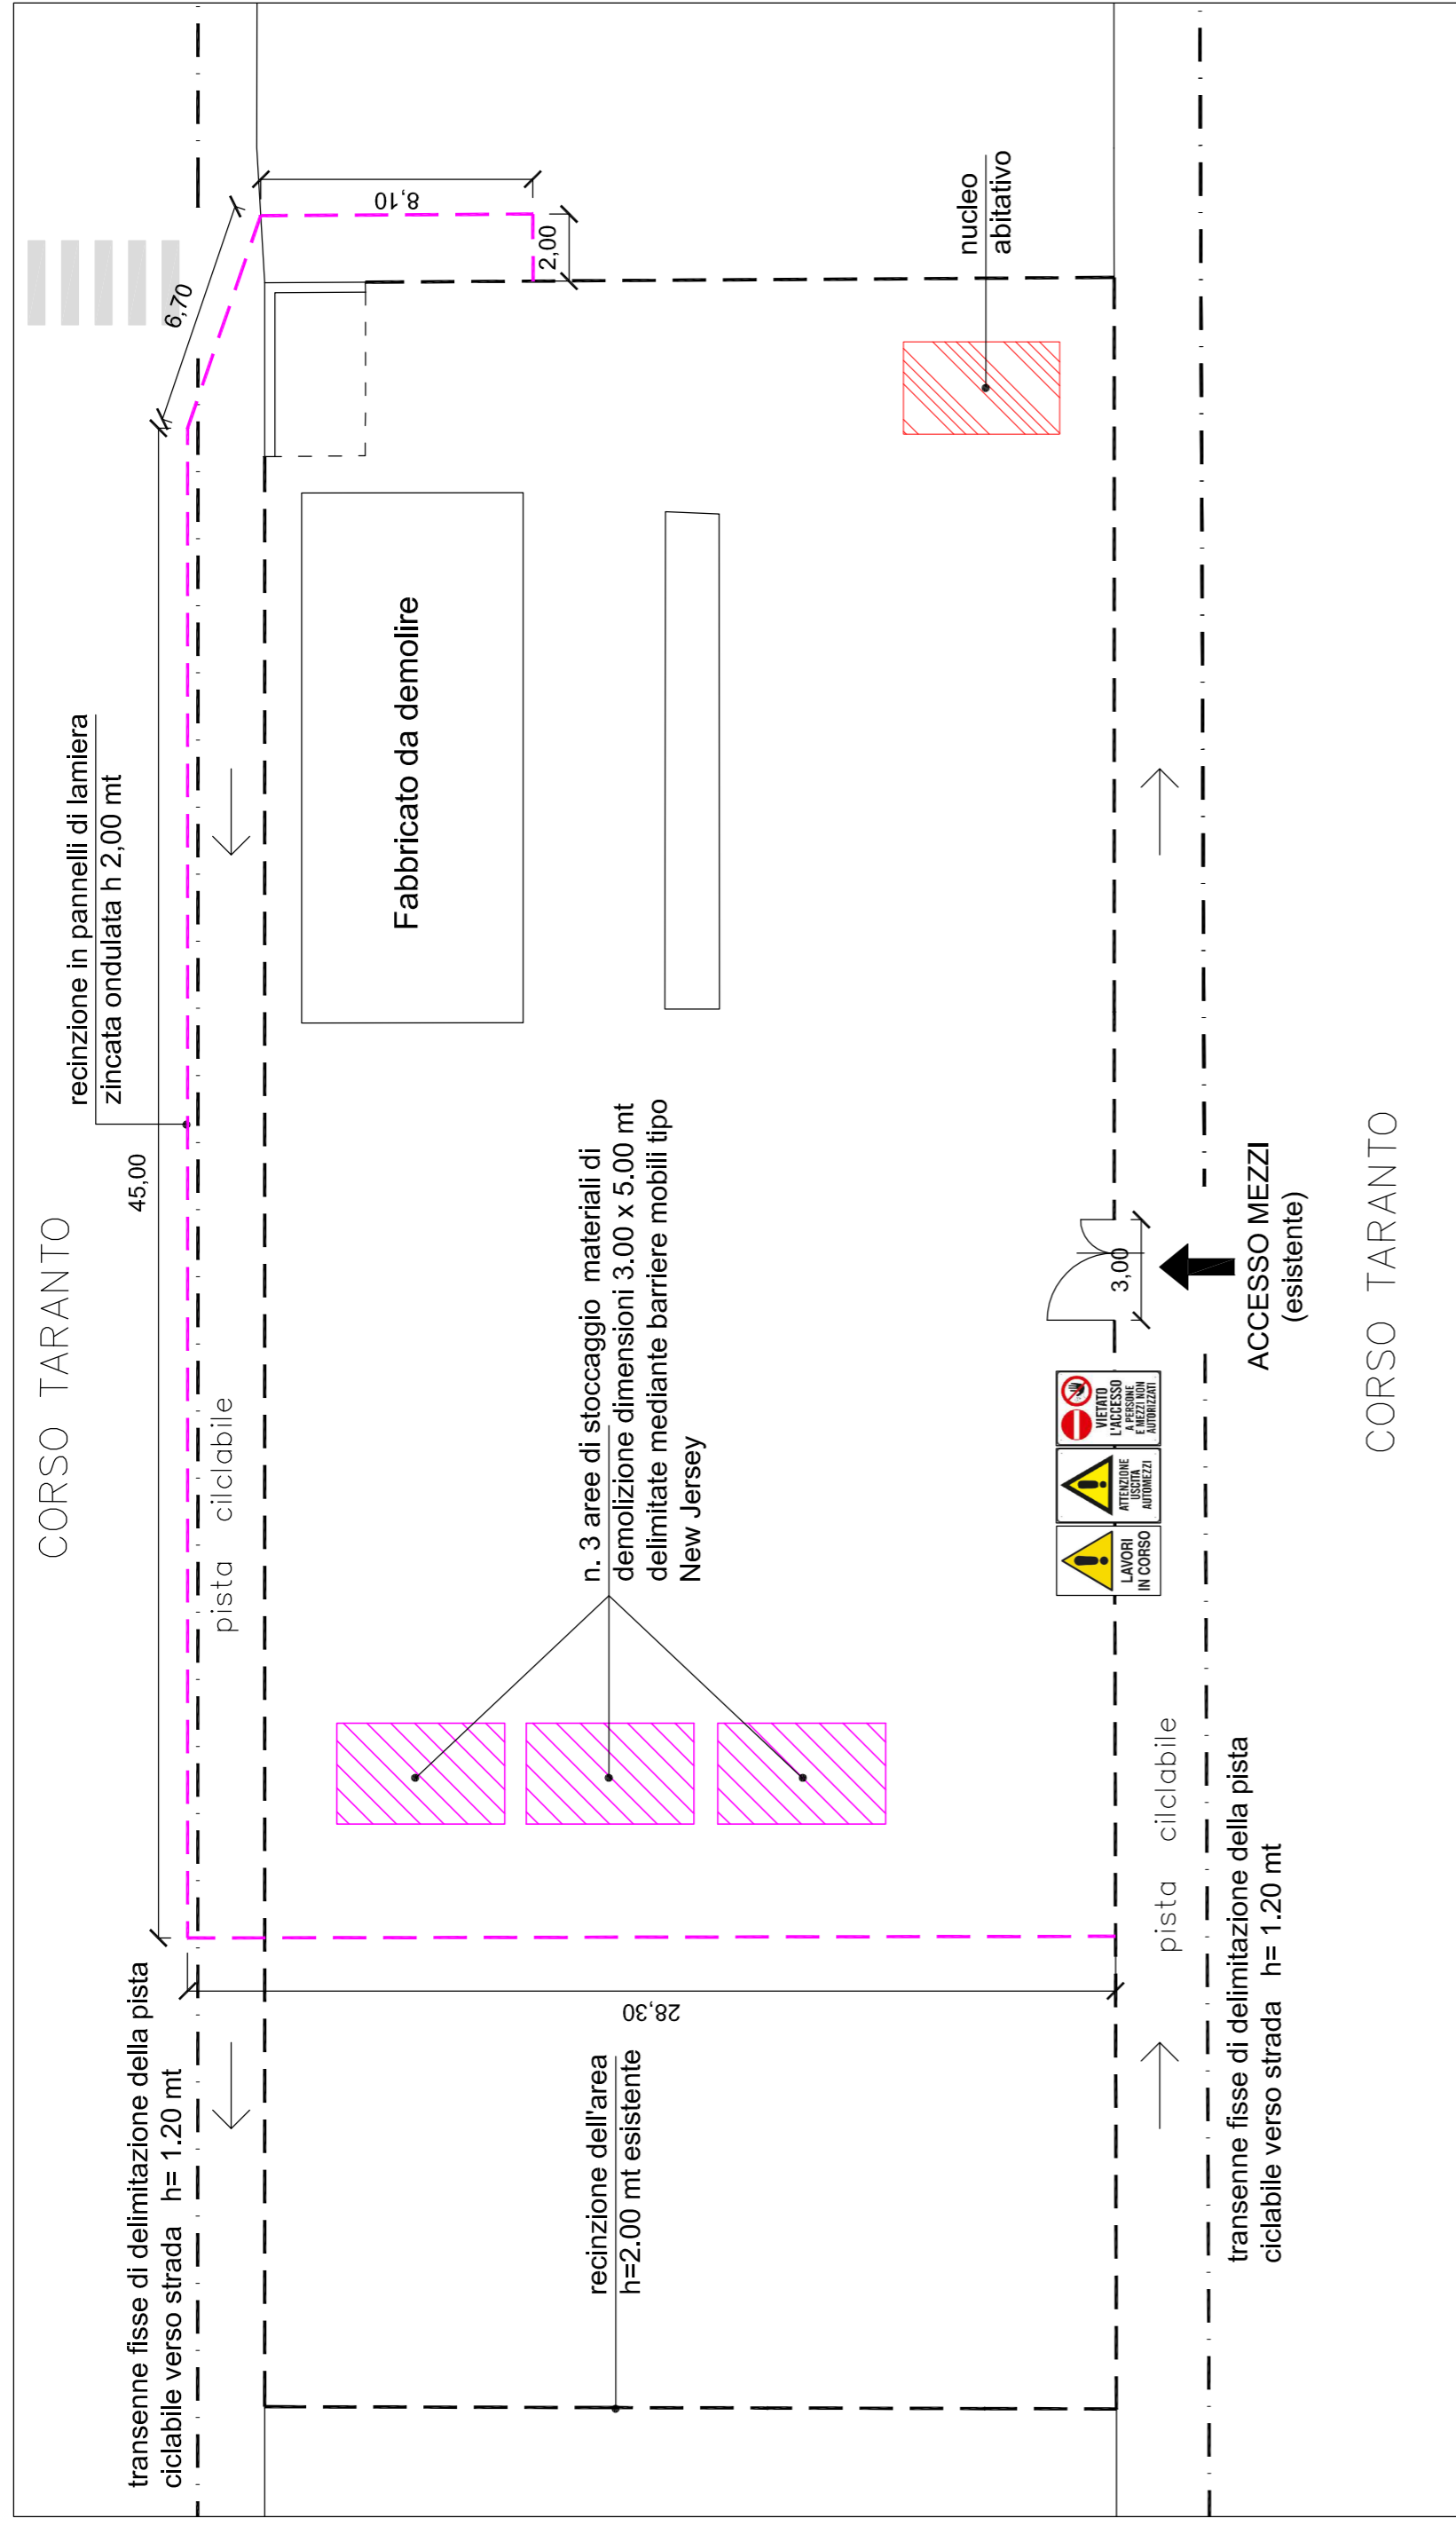 CORSO TARANTO
recinzione in pannelli di lamiera
zincata ondulata h 2,00 mt
45,00
6,70
8,10
2,00
transenne fisse di delimitazione della pista
ciclabile verso strada h= 1.20 mt
pista cilclabile
Fabbricato da demolire
n. 3 aree di stoccaggio materiali di
demolizione dimensioni 3.00 x 5.00 mt
delimitate mediante barriere mobili tipo
New Jersey
recinzione dell'area
h=2.00 mt esistente
28,30
nucleo
abitativo
LAVORI
IN CORSO
ATTENZIONE
USCITA
AUTOMEZZI
VIETATO
L'ACCESSO
A PERSONE
E MEZZI NON
AUTORIZZATI
3,00
pista cilclabile
transenne fisse di delimitazione della pista
ciclabile verso strada h= 1.20 mt
ACCESSO MEZZI
(esistente)
CORSO TARANTO